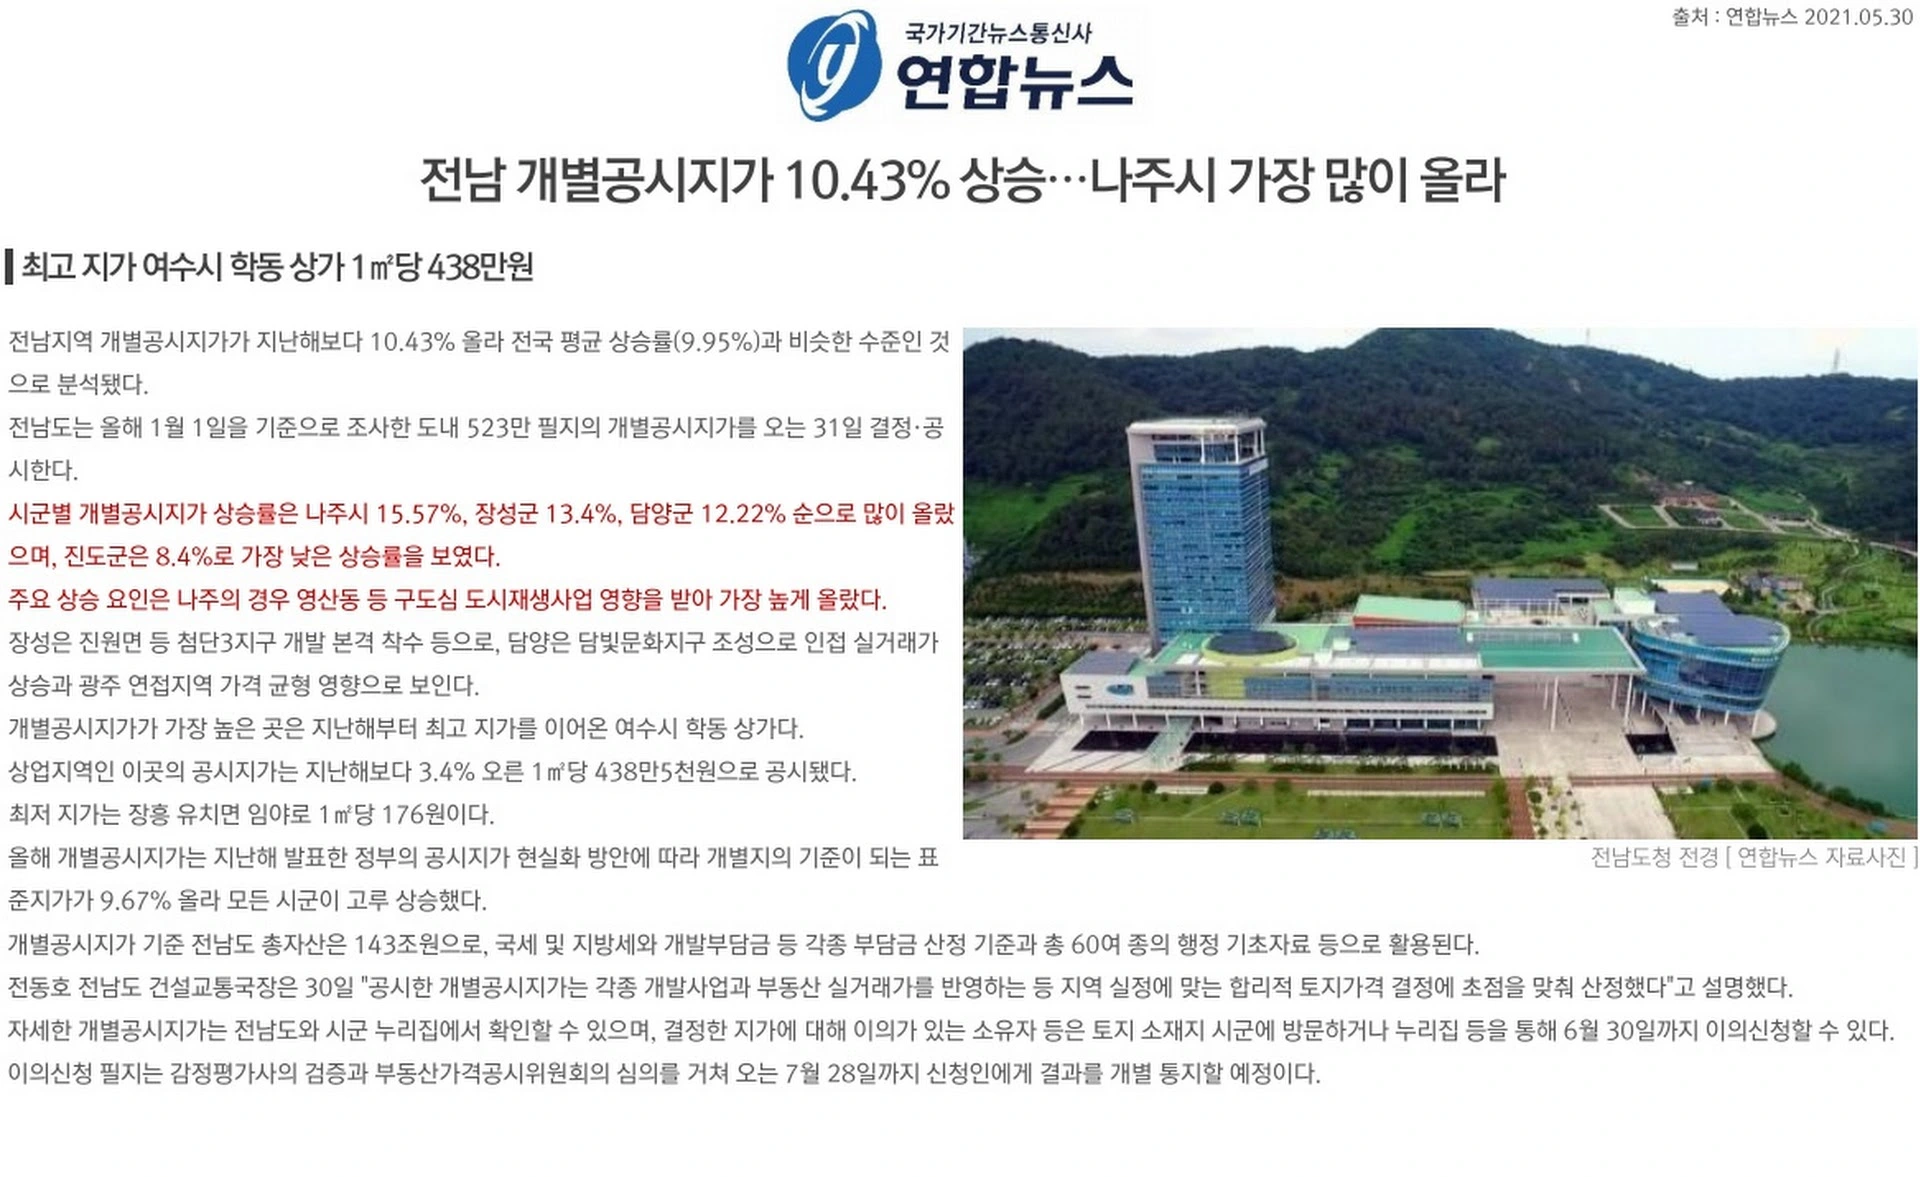 출처 : 연합뉴스 2021.05.30
국가기간뉴스통신사
연합뉴스
전남 개별공시지가 10.43% 상승…나주시 가장 많이 올라
최고 지가 여수시 학동 상가 1㎡당 438만원
전남지역 개별공시지가가 지난해보다 10.43% 올라 전국 평균 상승률(9.95%)과 비슷한 수준인 것
으로 분석됐다.
전남도는 올해 1월 1일을 기준으로 조사한 도내 523만 필지의 개별공시지가를 오는 31일 결정·공
시한다.
시군별 개별공시지가 상승률은 나주시 15.57%, 장성군 13.4%, 담양군 12.22% 순으로 많이 올랐
으며, 진도군은 8.4%로 가장 낮은 상승률을 보였다.
주요 상승 요인은 나주의 경우 영산동 등 구도심 도시재생사업 영향을 받아 가장 높게 올랐다.
장성은 진원면 등 첨단3지구 개발 본격 착수 등으로, 담양은 담빛문화지구 조성으로 인접 실거래가
상승과 광주 연접지역 가격 균형 영향으로 보인다.
개별공시지가가 가장 높은 곳은 지난해부터 최고 지가를 이어온 여수시 학동 상가다.
상업지역인 이곳의 공시지가는 지난해보다 3.4% 오른 1㎡당 438만5천원으로 공시됐다.
최저 지가는 장흥 유치면 임야로 1㎡당 176원이다.
올해 개별공시지가는 지난해 발표한 정부의 공시지가 현실화 방안에 따라 개별지의 기준이 되는 표
준지가가 9.67% 올라 모든 시군이 고루 상승했다.
전남도청 전경 [ 연합뉴스 자료사진 ]
개별공시지가 기준 전남도 총자산은 143조원으로, 국세 및 지방세와 개발부담금 등 각종 부담금 산정 기준과 총 60여 종의 행정 기초자료 등으로 활용된다.
전동호 전남도 건설교통국장은 30일 "공시한 개별공시지가는 각종 개발사업과 부동산 실거래가를 반영하는 등 지역 실정에 맞는 합리적 토지가격 결정에 초점을 맞춰 산정했다"고 설명했다.
자세한 개별공시지가는 전남도와 시군 누리집에서 확인할 수 있으며, 결정한 지가에 대해 이의가 있는 소유자 등은 토지 소재지 시군에 방문하거나 누리집 등을 통해 6월 30일까지 이의신청할 수 있다.
이의신청 필지는 감정평가사의 검증과 부동산가격공시위원회의 심의를 거쳐 오는 7월 28일까지 신청인에게 결과를 개별 통지할 예정이다.